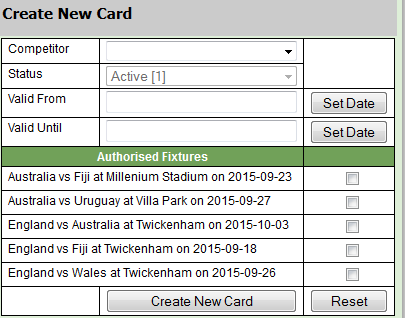 Create New Card
Competitor
Status Active [1]
Valid From Set Date
Valid Until Set Date
Authorised Fixtures
Australia vs Fiji at Millenium Stadium on 2015-09-23
Australia vs Uruguay at Villa Park on 2015-09-27
England vs Australia at Twickenham on 2015-10-03
England vs Fiji at Twickenham on 2015-09-18
England vs Wales at Twickenham on 2015-09-26
Create New Card Reset